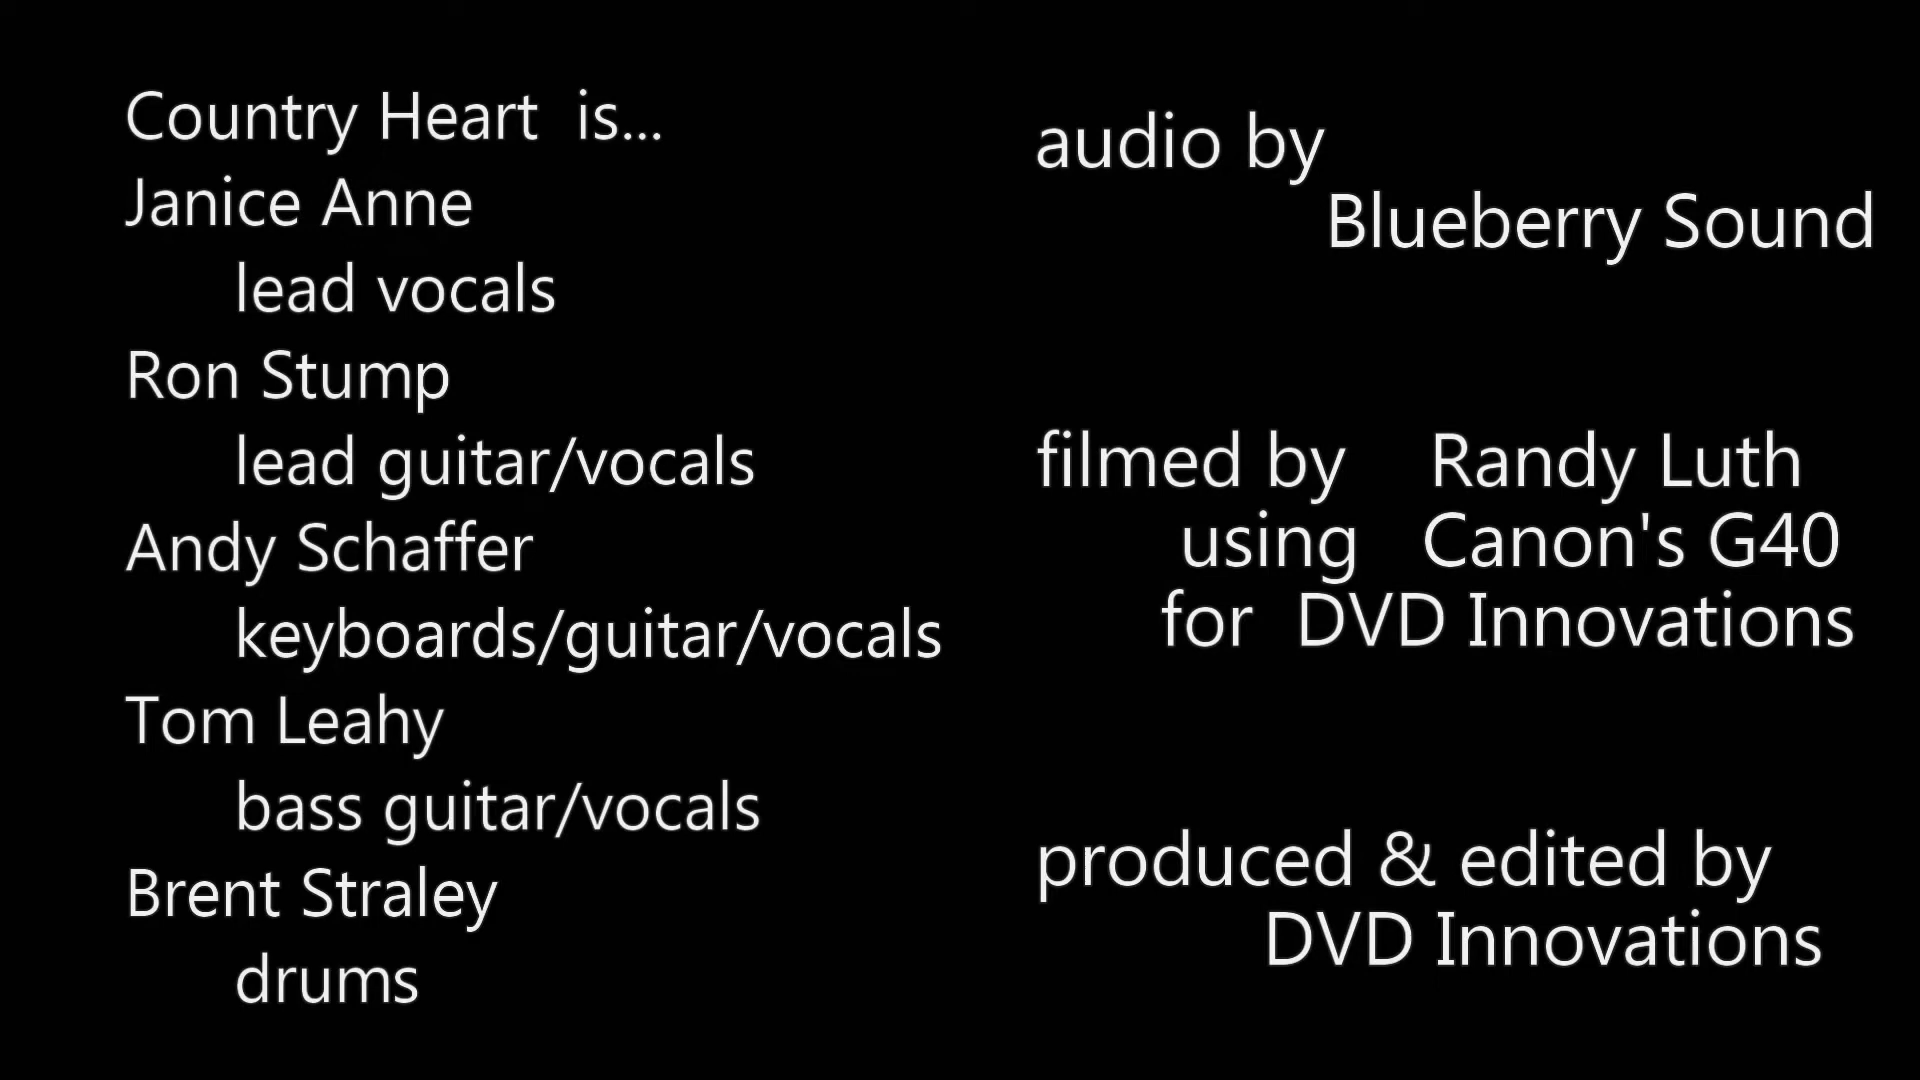 Country Heart  is...
Janice Anne
lead vocals
Ron Stump
lead guitar/vocals
Andy Schaffer
keyboards/guitar/vocals
Tom Leahy
bass guitar/vocals
Brent Straley
drums
audio by
Blueberry Sound
filmed by    Randy Luth
using   Canon's G40
for  DVD Innovations
produced & edited by
DVD Innovations